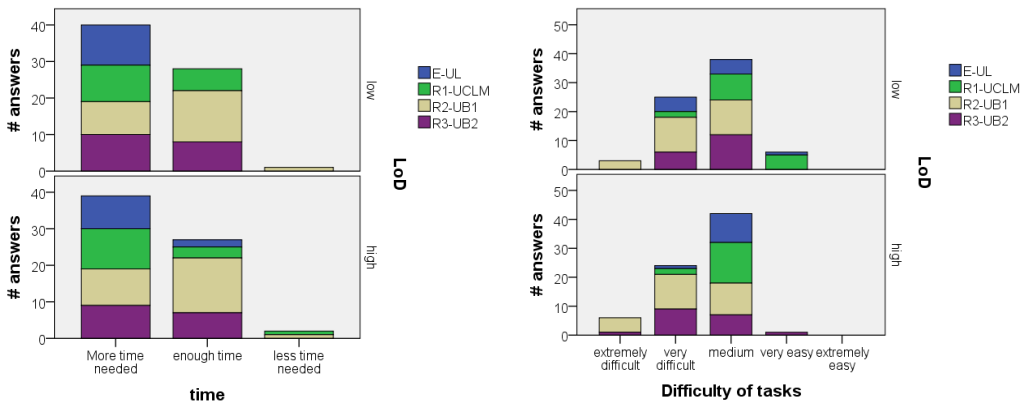 40
30
20
10
0
# answers
low
40
30
20
10
0
# answers
high
More time
needed
enough time
less time
needed
time
E-UL
R1-UCLM
R2-UB1
R3-UB2
LoD
50
40
30
20
10
0
# answers
low
50
40
30
20
10
0
# answers
high
extremely
difficult
very
difficult
medium
very easy
extremely
easy
Difficulty of tasks
E-UL
R1-UCLM
R2-UB1
R3-UB2
LoD